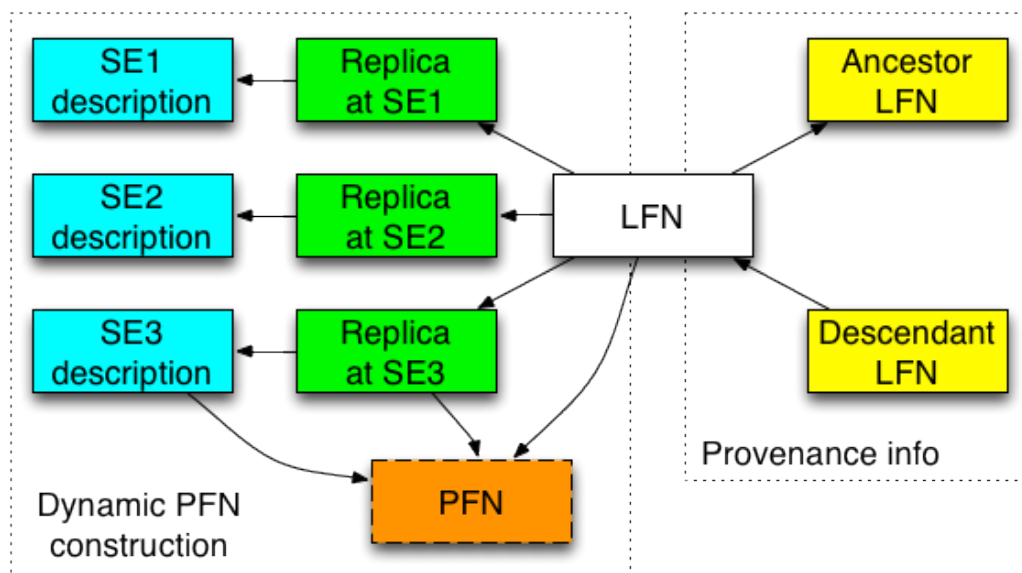 SE1
description
Replica
at SE1
Ancestor
LFN
SE2
description
Replica
at SE2
LFN
SE3
description
Replica
at SE3
Descendant
LFN
Provenance info
Dynamic PFN
construction
PFN